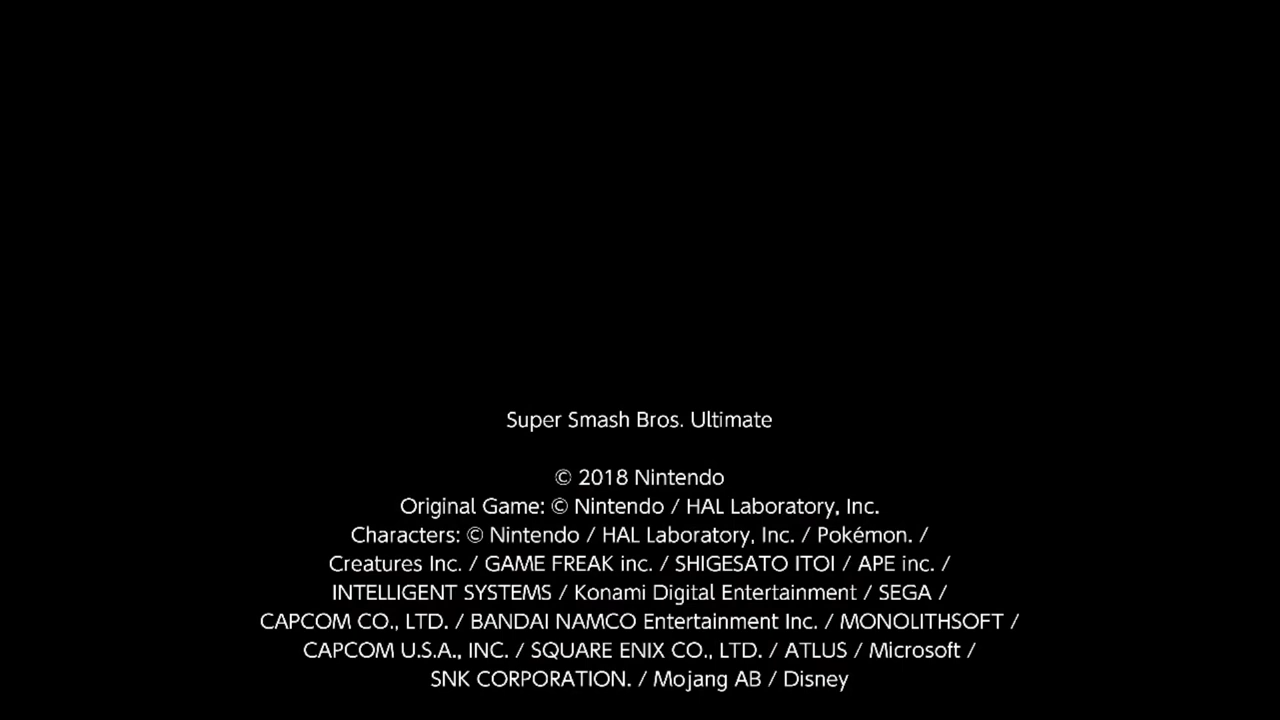 Super Smash Bros. Ultimate
© 2018 Nintendo
Original Game: © Nintendo / HAL Laboratory, Inc.
Characters: © Nintendo / HAL Laboratory, Inc. / Pokémon. /
Creatures Inc. / GAME FREAK inc. / SHIGESATO ITOI / APE inc. /
INTELLIGENT SYSTEMS / Konami Digital Entertainment / SEGA /
CAPCOM CO., LTD. / BANDAI NAMCO Entertainment Inc. / MONOLITHSOFT /
CAPCOM U.S.A., INC. / SQUARE ENIX CO., LTD. / ATLUS / Microsoft /
SNK CORPORATION. / Mojang AB / Disney